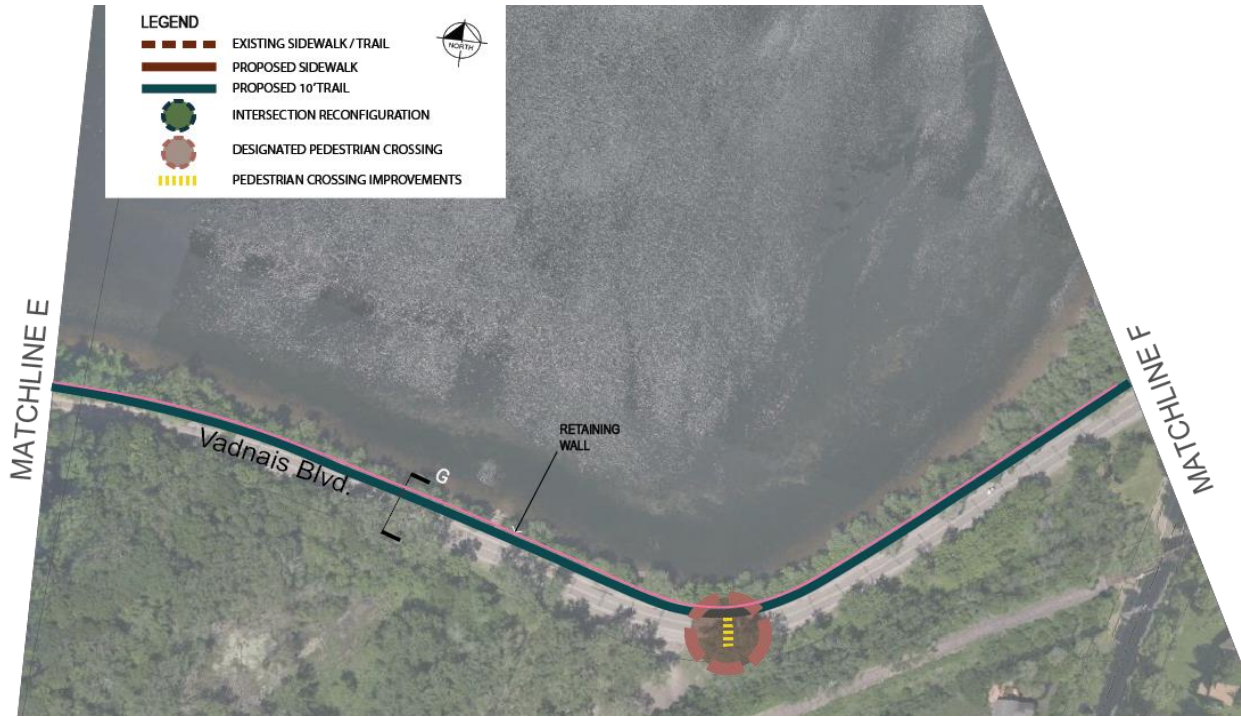 LEGEND
EXISTING SIDEWALK / TRAIL
PROPOSED SIDEWALK
PROPOSED 10' TRAIL
INTERSECTION RECONFIGURATION
DESIGNATED PEDESTRIAN CROSSING
PEDESTRIAN CROSSING IMPROVEMENTS
NORTH
MATCHLINE E
MATCHLINE F
Vadnais Blvd.
G
RETAINING
WALL